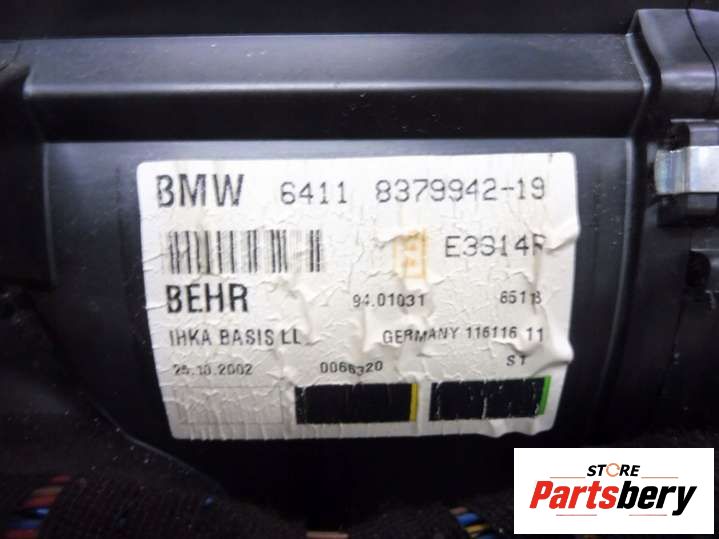 BMW 6411 8379942-19
E3914R
BEHR 94.01031 6511B
IHKA BASIS LL GERMANY 116116 11
25.10.2002 0066320 ST
STORE
Partsbery